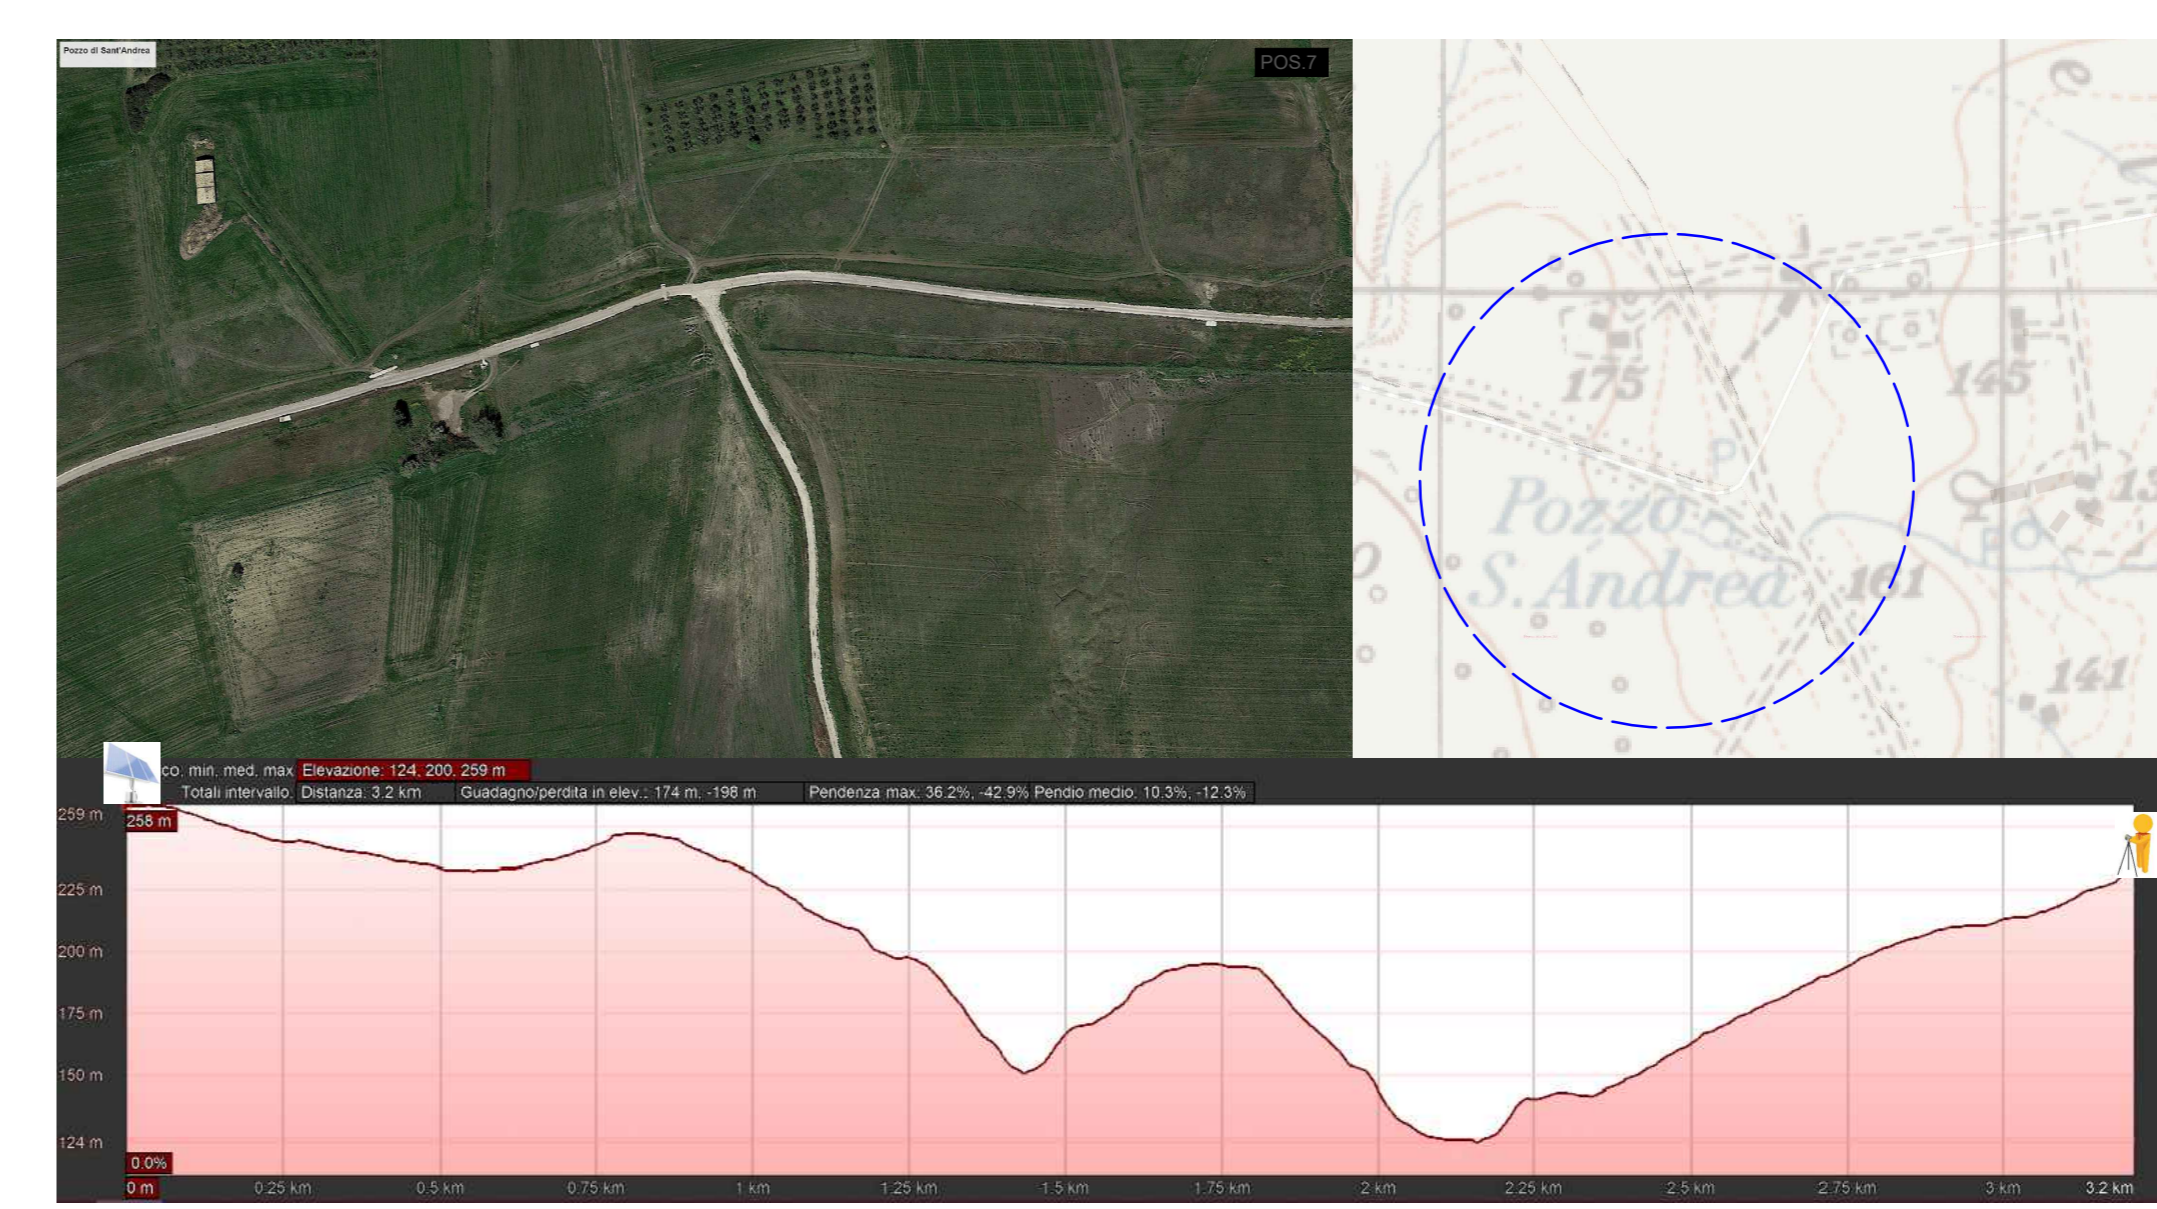 Pozzo di Sant'Andrea
POS.7
175
145
P
Pozzo
S. Andrea
161
141
co. min. med. max Elevazione: 124, 200, 259 m
Totali intervallo. Distanza: 3.2 km Guadagno/perdita in elev.: 174 m, -198 m Pendenza max: 36.2%, -42.9% Pendio medio: 10.3%, -12.3%
259 m
258 m
225 m
200 m
175 m
150 m
124 m
0.0%
0 m 0.25 km 0.5 km 0.75 km 1 km 1.25 km 1.5 km 1.75 km 2 km 2.25 km 2.5 km 2.75 km 3 km 3.2 km